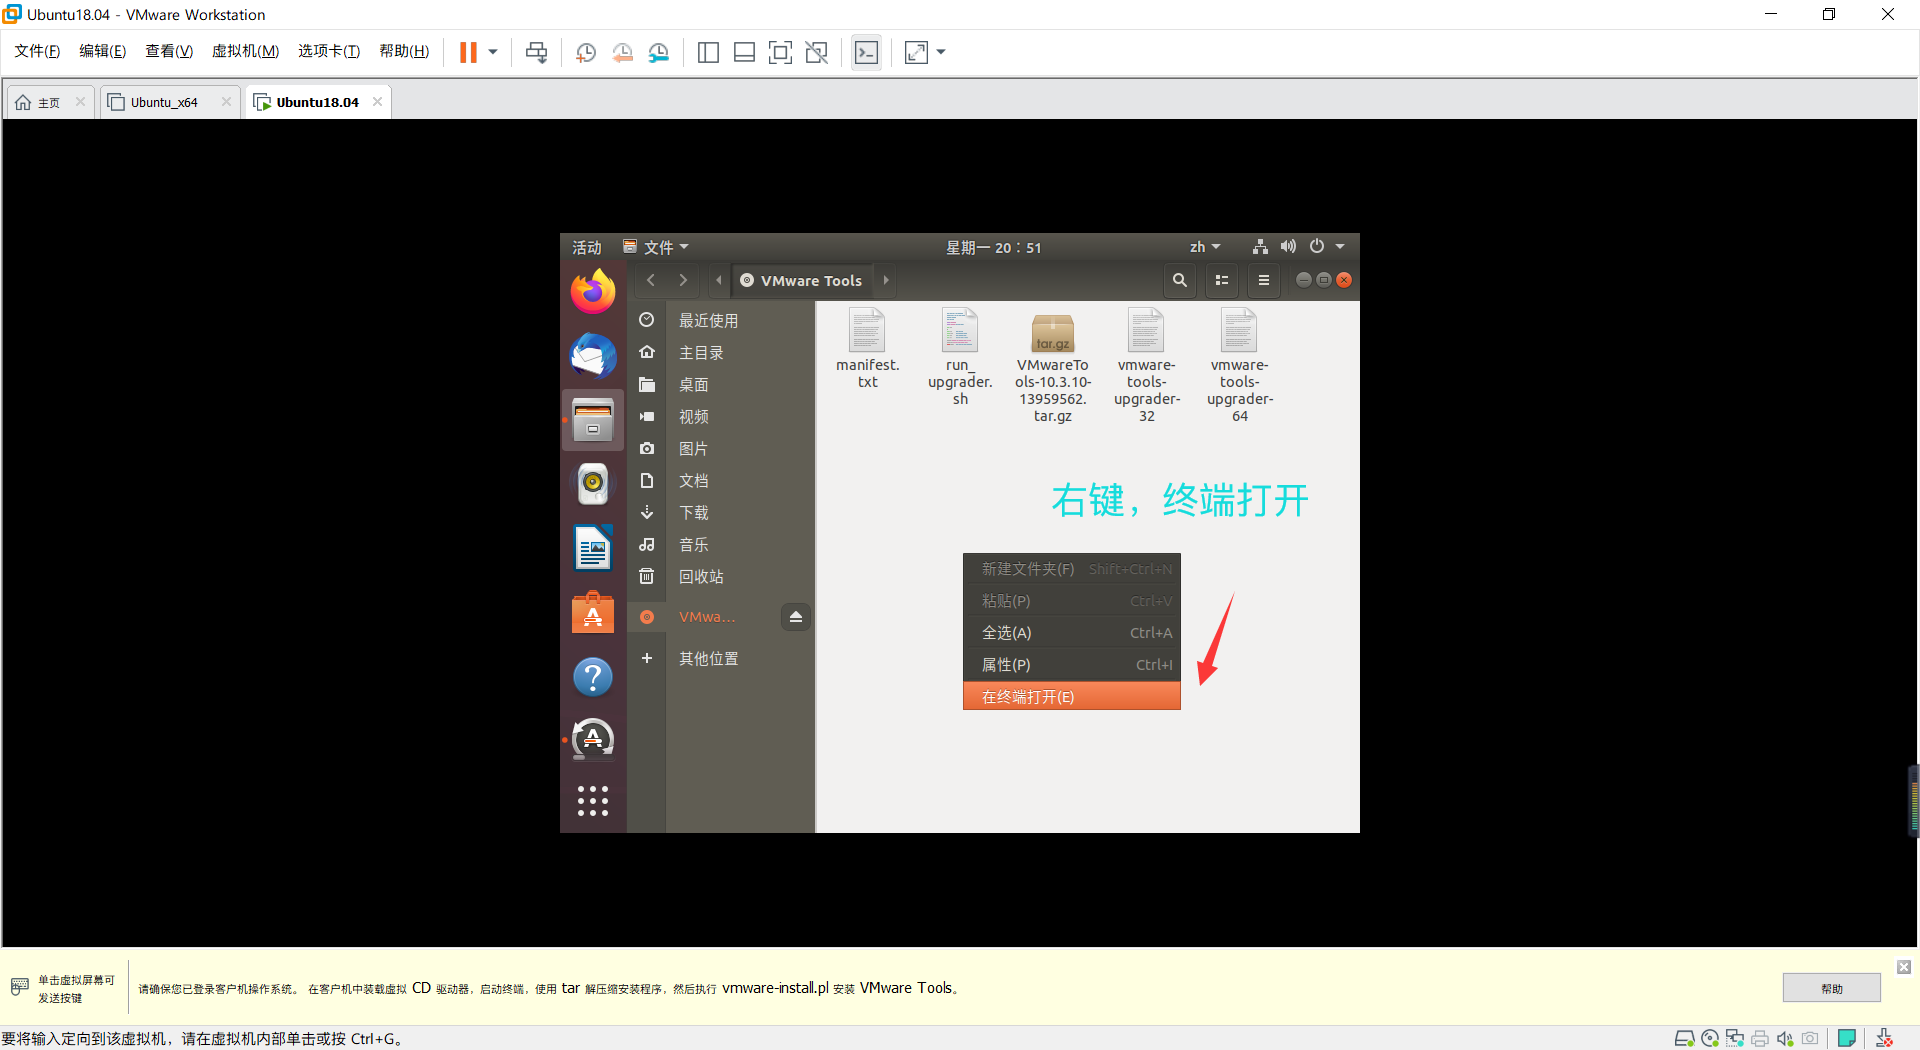 Ubuntu18.04 - VMware Workstation
文件(F) 编辑(E) 查看(V) 虚拟机(M) 选项卡(T) 帮助(H)
主页 Ubuntu_x64 Ubuntu18.04
活动 文件 星期一 20：51 zh
VMware Tools
最近使用
主目录
桌面
视频
图片
文档
下载
音乐
回收站
VMwa...
其他位置
manifest.
txt
run_
upgrader.
sh
tar.gz
VMwareTo
ols-10.3.10-
13959562.
tar.gz
vmware-
tools-
upgrader-
32
vmware-
tools-
upgrader-
64
右键，终端打开
新建文件夹(F) Shift+Ctrl+N
粘贴(P) Ctrl+V
全选(A) Ctrl+A
属性(P) Ctrl+I
在终端打开(E)
单击虚拟屏幕可
发送按键
请确保您已登录客户机操作系统。 在客户机中装载虚拟 CD 驱动器，启动终端，使用 tar 解压缩安装程序，然后执行 vmware-install.pl 安装 VMware Tools。
帮助
要将输入定向到该虚拟机，请在虚拟机内部单击或按 Ctrl+G。